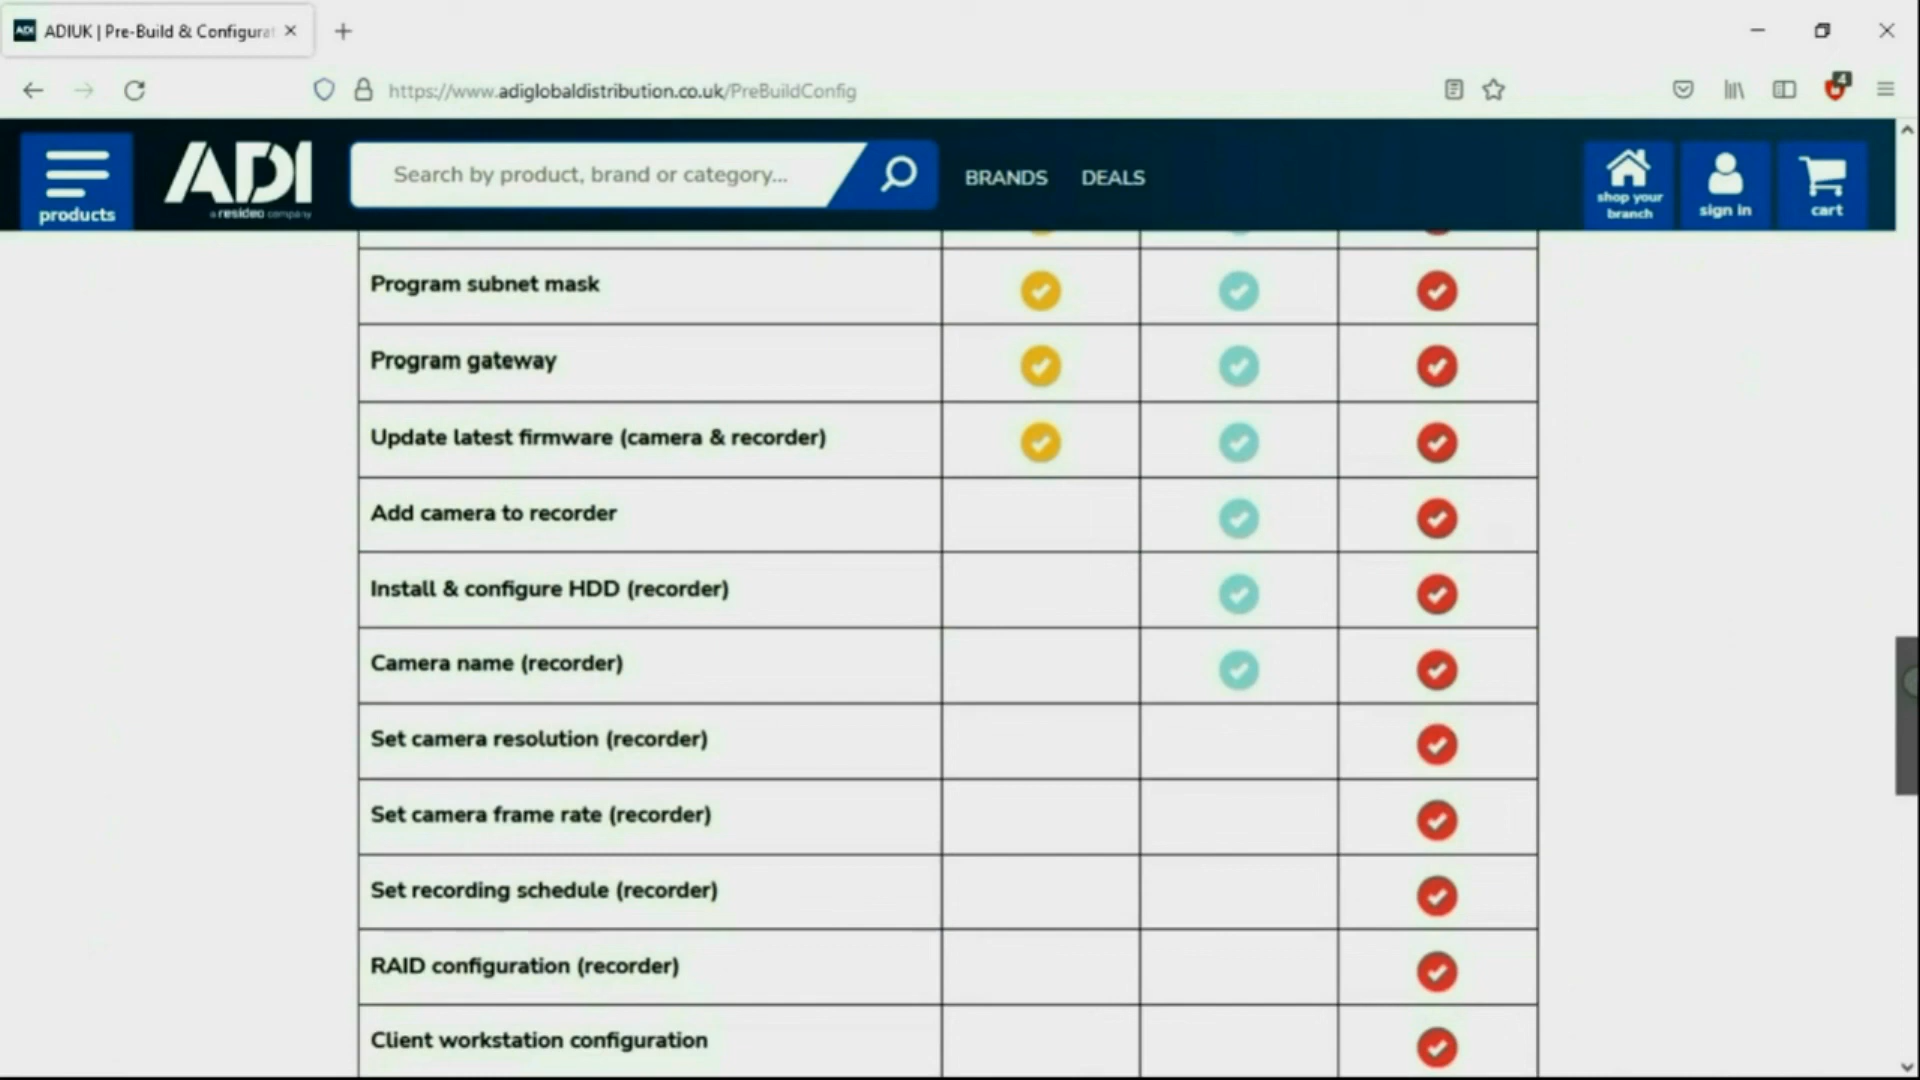 ADIUK | Pre-Build & Configurat
https://www.adiglobaldistribution.co.uk/PreBuildConfig
4
products
ADI
a resideo company
Search by product, brand or category...
BRANDS
DEALS
shop your
branch
sign in
cart
Program subnet mask
Program gateway
Update latest firmware (camera & recorder)
Add camera to recorder
Install & configure HDD (recorder)
Camera name (recorder)
Set camera resolution (recorder)
Set camera frame rate (recorder)
Set recording schedule (recorder)
RAID configuration (recorder)
Client workstation configuration